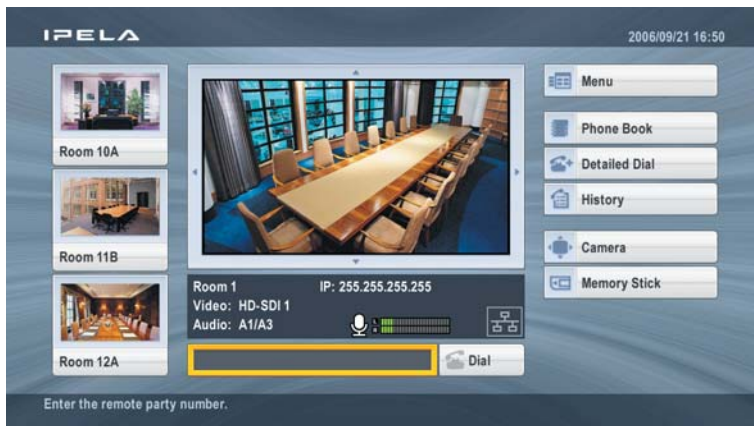 IPELA
2006/09/21 16:50
Room 10A
Room 11B
Room 12A
Room 1 IP: 255.255.255.255
Video: HD-SDI 1
Audio: A1/A3
Dial
Menu
Phone Book
Detailed Dial
History
Camera
Memory Stick
Enter the remote party number.